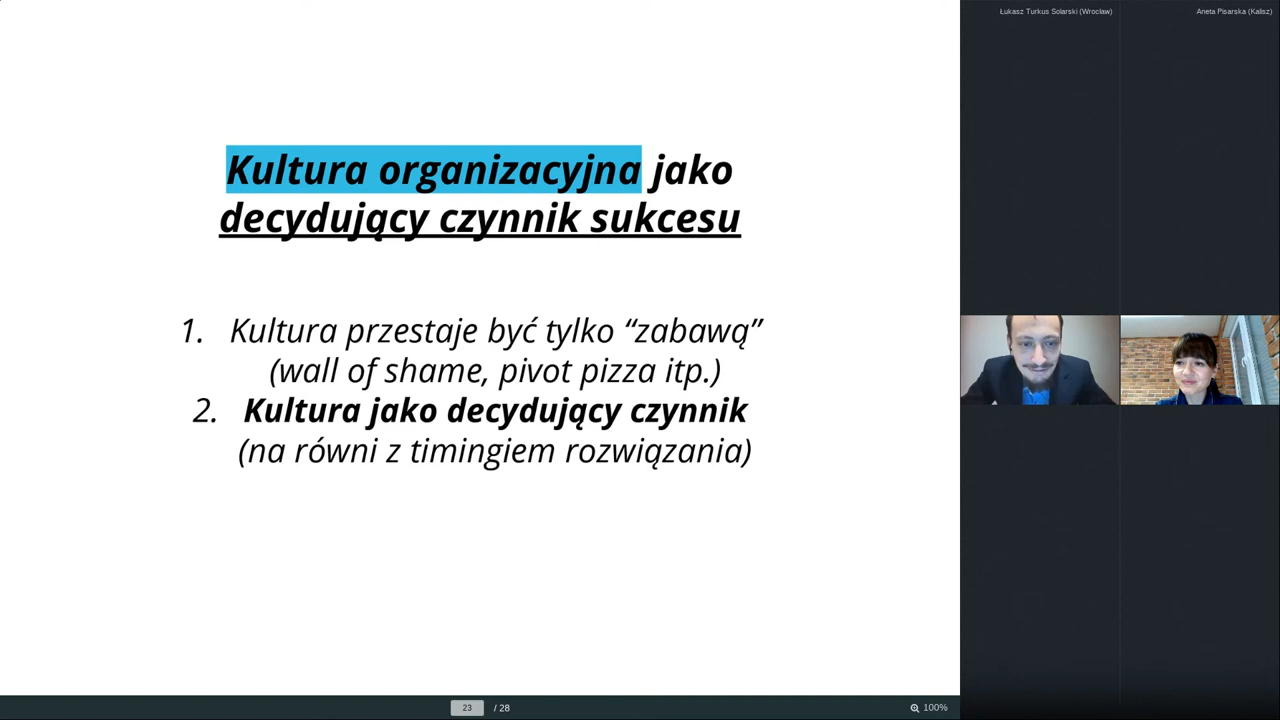 Kultura organizacyjna jako
decydujący czynnik sukcesu
1. Kultura przestaje być tylko “zabawą”
(wall of shame, pivot pizza itp.)
2. Kultura jako decydujący czynnik
(na równi z timingiem rozwiązania)
23 / 28
100%
Łukasz Turkus Solarski (Wrocław)
Aneta Pisarska (Kalisz)